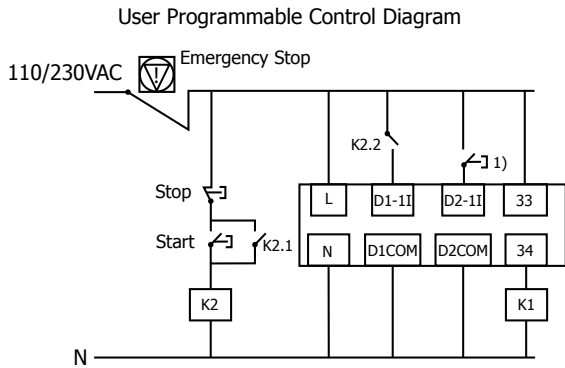 User Programmable Control Diagram
Emergency Stop
110/230VAC
K2.2
1)
Stop
L D1-1I D2-1I 33
Start
K2.1
N D1COM D2COM 34
K2
K1
N